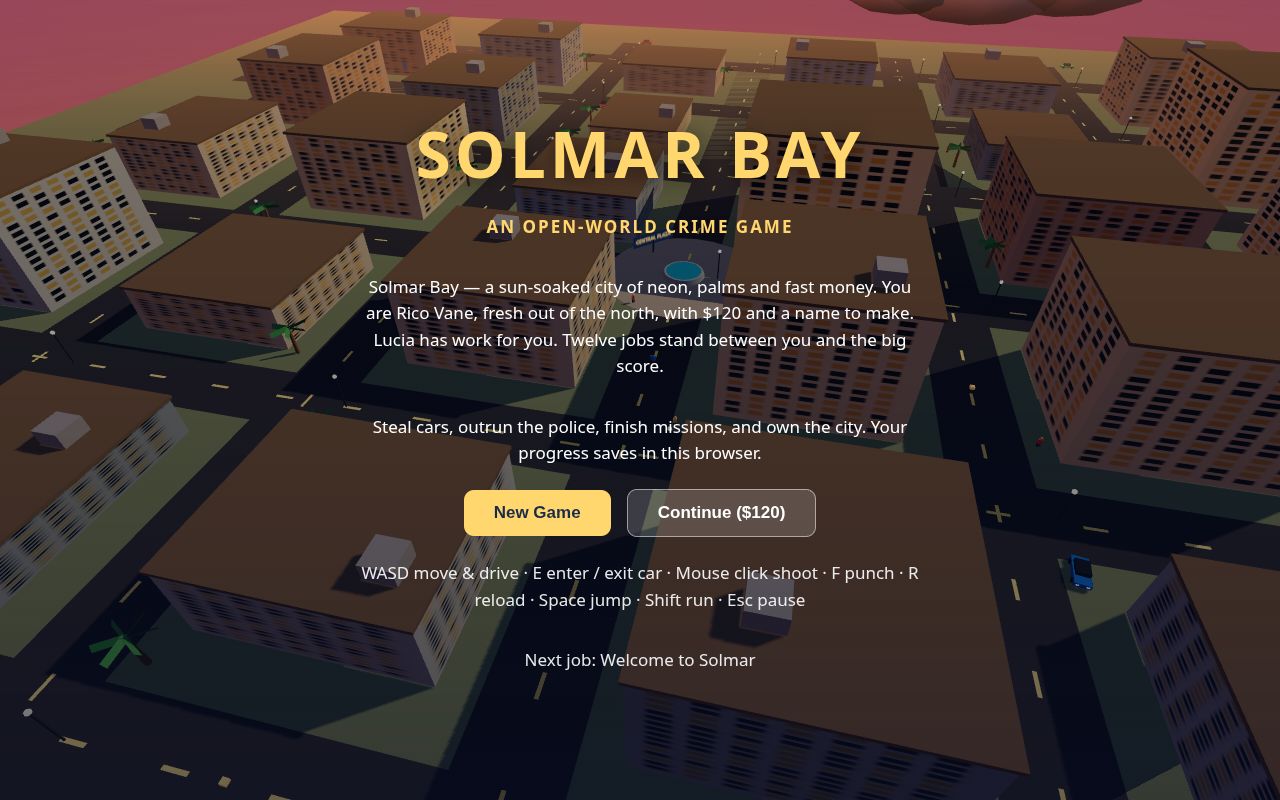 SOLMAR BAY
AN OPEN-WORLD CRIME GAME
CENTRAL PLAZA
Solmar Bay — a sun-soaked city of neon, palms and fast money. You
are Rico Vane, fresh out of the north, with $120 and a name to make.
Lucia has work for you. Twelve jobs stand between you and the big
score.
Steal cars, outrun the police, finish missions, and own the city. Your
progress saves in this browser.
New Game
Continue ($120)
WASD move & drive · E enter / exit car · Mouse click shoot · F punch · R
reload · Space jump · Shift run · Esc pause
Next job: Welcome to Solmar